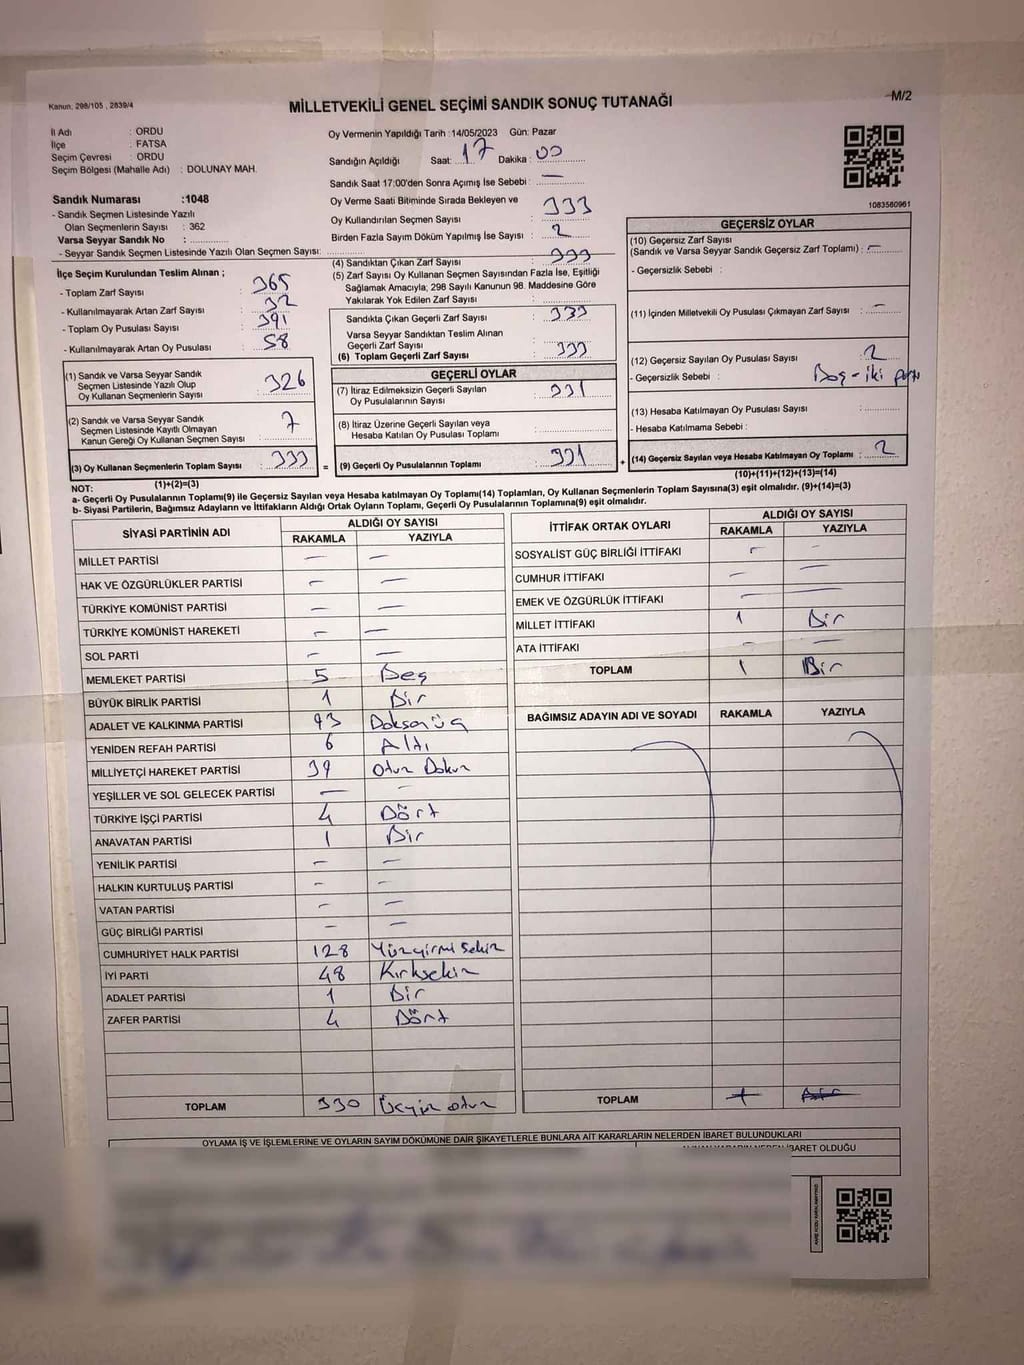 Kanun: 298/105 , 2839/4
MİLLETVEKİLİ GENEL SEÇİMİ SANDIK SONUÇ TUTANAĞI
M/2
İl Adı : ORDU
İlçe : FATSA
Seçim Çevresi : ORDU
Seçim Bölgesi (Mahalle Adı) : DOLUNAY MAH.
Sandık Numarası :1048
- Sandık Seçmen Listesinde Yazılı
Olan Seçmenlerin Sayısı : 362
Varsa Seyyar Sandık No :
- Seyyar Sandık Seçmen Listesinde Yazılı Olan Seçmen Sayısı:
Oy Vermenin Yapıldığı Tarih :14/05/2023 Gün: Pazar
Sandığın Açıldığı Saat: 17 Dakika : 00
Sandık Saat 17:00'den Sonra Açımış İse Sebebi : —
Oy Verme Saati Bitiminde Sırada Bekleyen ve
Oy Kullandırılan Seçmen Sayısı : 333
Birden Fazla Sayım Döküm Yapılmış İse Sayısı : 2
1083560961
İlçe Seçim Kurulundan Teslim Alınan ;
- Toplam Zarf Sayısı : 365
- Kullanılmayarak Artan Zarf Sayısı : 32
- Toplam Oy Pusulası Sayısı : 391
- Kullanılmayarak Artan Oy Pusulası : 58
(1) Sandık ve Varsa Seyyar Sandık
Seçmen Listesinde Yazılı Olup
Oy Kullanan Seçmenlerin Sayısı : 326
(2) Sandık ve Varsa Seyyar Sandık
Seçmen Listesinde Kayıtlı Olmayan
Kanun Gereği Oy Kullanan Seçmen Sayısı : 7
(3) Oy Kullanan Seçmenlerin Toplam Sayısı : 333 =
(1)+(2)=(3)
(4) Sandıktan Çıkan Zarf Sayısı : 333
(5) Zarf Sayısı Oy Kullanan Seçmen Sayısından Fazla İse, Eşitliği
Sağlamak Amacıyla; 298 Sayılı Kanunun 98. Maddesine Göre
Yakılarak Yok Edilen Zarf Sayısı :
Sandıkta Çıkan Geçerli Zarf Sayısı : 333
Varsa Seyyar Sandıktan Teslim Alınan
Geçerli Zarf Sayısı :
(6) Toplam Geçerli Zarf Sayısı : 333
GEÇERLİ OYLAR
(7) İtiraz Edilmeksizin Geçerli Sayılan
Oy Pusulalarının Sayısı : 331
(8) İtiraz Üzerine Geçerli Sayılan veya
Hesaba Katılan Oy Pusulası Toplamı :
(9) Geçerli Oy Pusulalarının Toplamı : 331 +
GEÇERSİZ OYLAR
(10) Geçersiz Zarf Sayısı
(Sandık ve Varsa Seyyar Sandık Geçersiz Zarf Toplamı) : —
- Geçersizlik Sebebi :
(11) İçinden Milletvekili Oy Pusulası Çıkmayan Zarf Sayısı : —
(12) Geçersiz Sayılan Oy Pusulası Sayısı : 2
- Geçersizlik Sebebi : Boş - iki
(13) Hesaba Katılmayan Oy Pusulası Sayısı :
- Hesaba Katılmama Sebebi :
(14) Geçersiz Sayılan veya Hesaba Katılmayan Oy Toplamı : 2
(10)+(11)+(12)+(13)=(14)
NOT:
a- Geçerli Oy Pusulalarının Toplamı(9) ile Geçersiz Sayılan veya Hesaba katılmayan Oy Toplamı(14) Toplamları, Oy Kullanan Seçmenlerin Toplam Sayısına(3) eşit olmalıdır. (9)+(14)=(3)
b- Siyasi Partilerin, Bağımsız Adayların ve İttifakların Aldığı Ortak Oyların Toplamı, Geçerli Oy Pusulalarının Toplamına(9) eşit olmalıdır.
SİYASİ PARTİNİN ADI ALDIĞI OY SAYISI
RAKAMLA YAZIYLA
MİLLET PARTİSİ — —
HAK VE ÖZGÜRLÜKLER PARTİSİ — —
TÜRKİYE KOMÜNİST PARTİSİ — —
TÜRKİYE KOMÜNİST HAREKETİ — —
SOL PARTİ — —
MEMLEKET PARTİSİ 5 Beş
BÜYÜK BİRLİK PARTİSİ 1 Bir
ADALET VE KALKINMA PARTİSİ 93 Doksanüç
YENİDEN REFAH PARTİSİ 6 Altı
MİLLİYETÇİ HAREKET PARTİSİ 39 Otuz Dokuz
YEŞİLLER VE SOL GELECEK PARTİSİ — —
TÜRKİYE İŞÇİ PARTİSİ 4 Dört
ANAVATAN PARTİSİ 1 Bir
YENİLİK PARTİSİ — —
HALKIN KURTULUŞ PARTİSİ — —
VATAN PARTİSİ — —
GÜÇ BİRLİĞİ PARTİSİ — —
CUMHURİYET HALK PARTİSİ 128 Yüzyirmi sekiz
İYİ PARTİ 48 Kırksekiz
ADALET PARTİSİ 1 Bir
ZAFER PARTİSİ 4 Dört
TOPLAM 330 Üçyüz otuz
İTTİFAK ORTAK OYLARI ALDIĞI OY SAYISI
RAKAMLA YAZIYLA
SOSYALİST GÜÇ BİRLİĞİ İTTİFAKI — —
CUMHUR İTTİFAKI — —
EMEK VE ÖZGÜRLÜK İTTİFAKI — —
MİLLET İTTİFAKI 1 Bir
ATA İTTİFAKI — —
TOPLAM 1 Bir
BAĞIMSIZ ADAYIN ADI VE SOYADI RAKAMLA YAZIYLA
TOPLAM
OYLAMA İŞ VE İŞLEMLERİNE VE OYLARIN SAYIM DÖKÜMÜNE DAİR ŞİKAYETLERLE BUNLARA AİT KARARLARIN NELERDEN İBARET BULUNDUKLARI
İBARET OLDUĞU